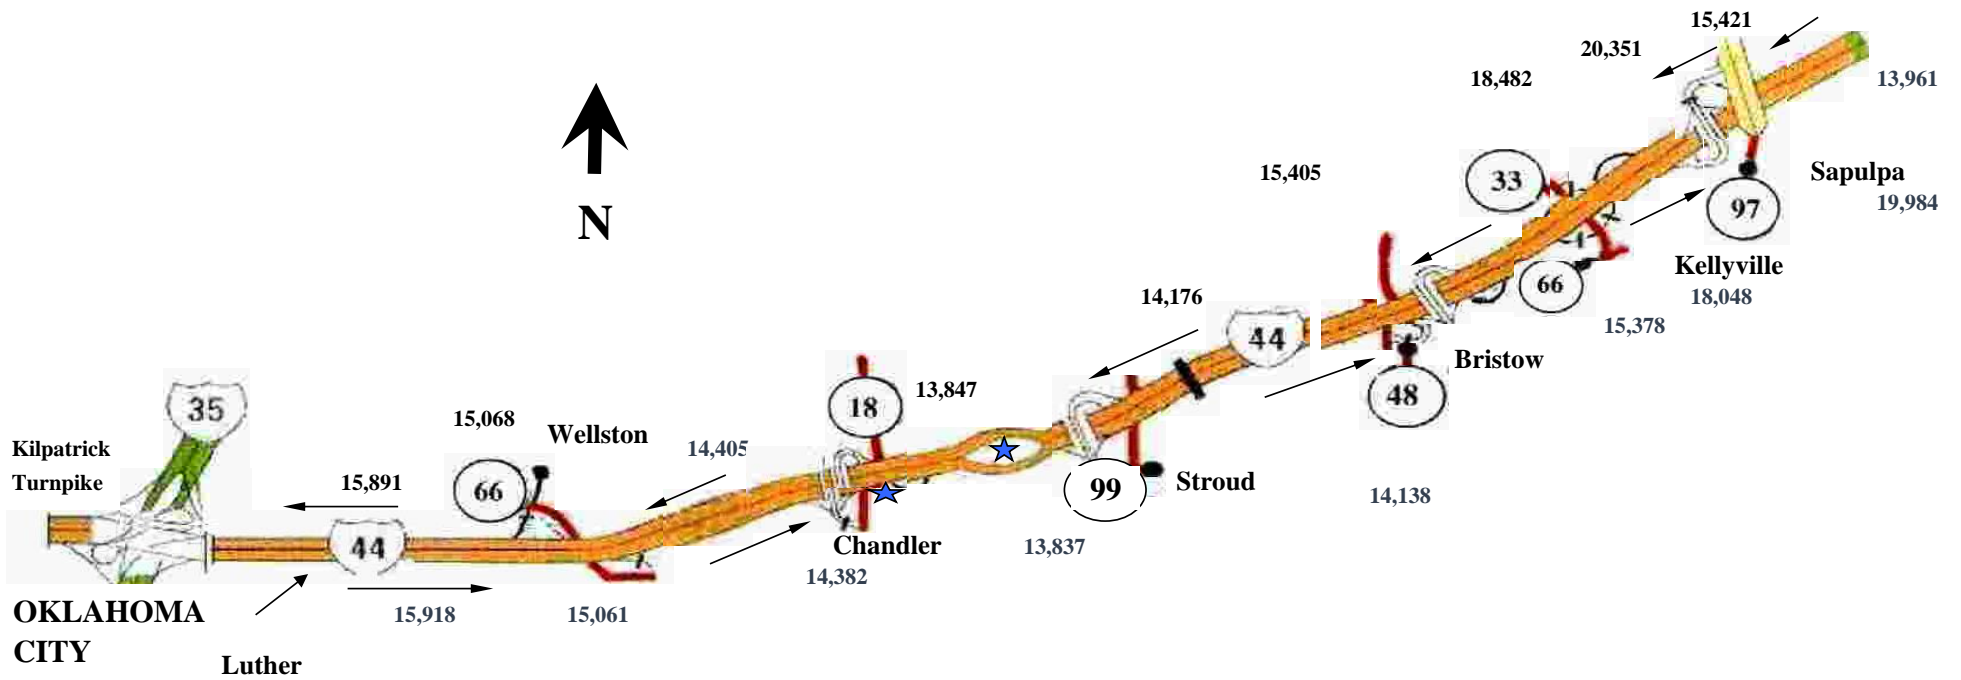 15,421
20,351
18,482
13,961
15,405
33
Sapulpa
97
19,984
N
Kellyville
66
18,048
14,176
15,378
44
Bristow
48
13,847
18
35
15,068
Wellston
14,405
Kilpatrick
Turnpike
15,891
66
99
Stroud
14,138
44
Chandler
13,837
14,382
OKLAHOMA
CITY
15,918
15,061
Luther